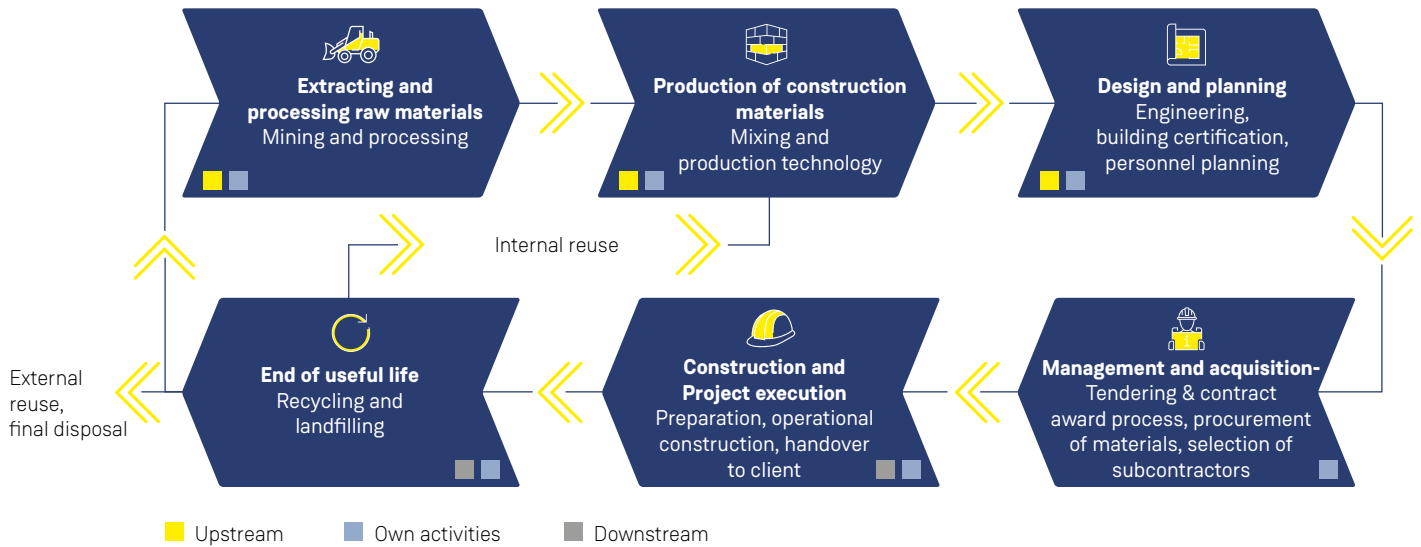 Extracting and
processing raw materials
Mining and processing
Production of construction
materials
Mixing and
production technology
Design and planning
Engineering,
building certification,
personnel planning
Internal reuse
External
reuse,
final disposal
End of useful life
Recycling and
landfilling
Construction and
Project execution
Preparation, operational
construction, handover
to client
Management and acquisition-
Tendering & contract
award process, procurement
of materials, selection of
subcontractors
Upstream
Own activities
Downstream